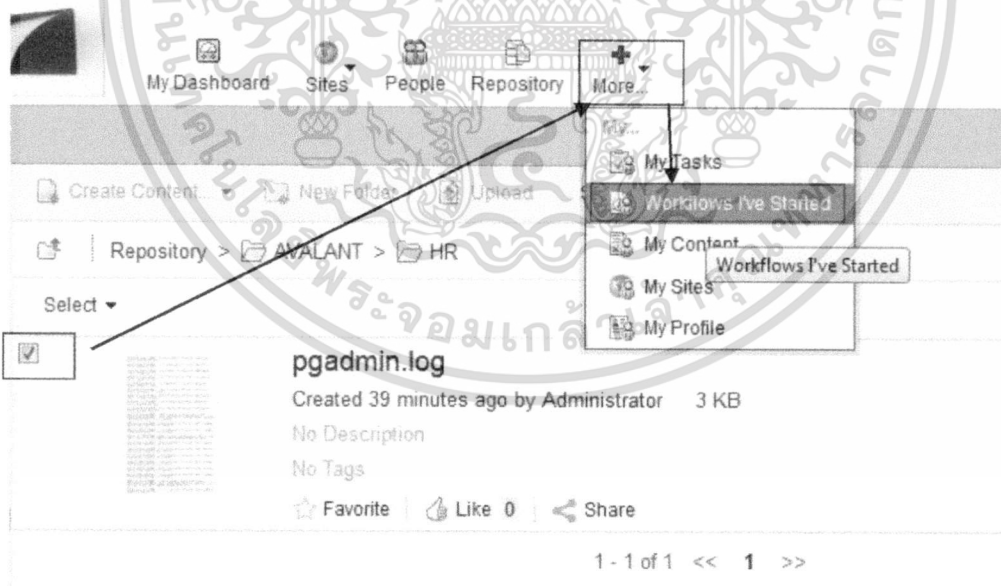 My Dashboard Sites People Repository More...
My...
My Tasks
Create Content... New Folder Upload
Workflows I've Started
Repository > AVALANT > HR
My Content
Workflows I've Started
My Sites
Select
My Profile
pgadmin.log
Created 39 minutes ago by Administrator 3 KB
No Description
No Tags
Favorite Like 0 Share
1 - 1 of 1 << 1 >>